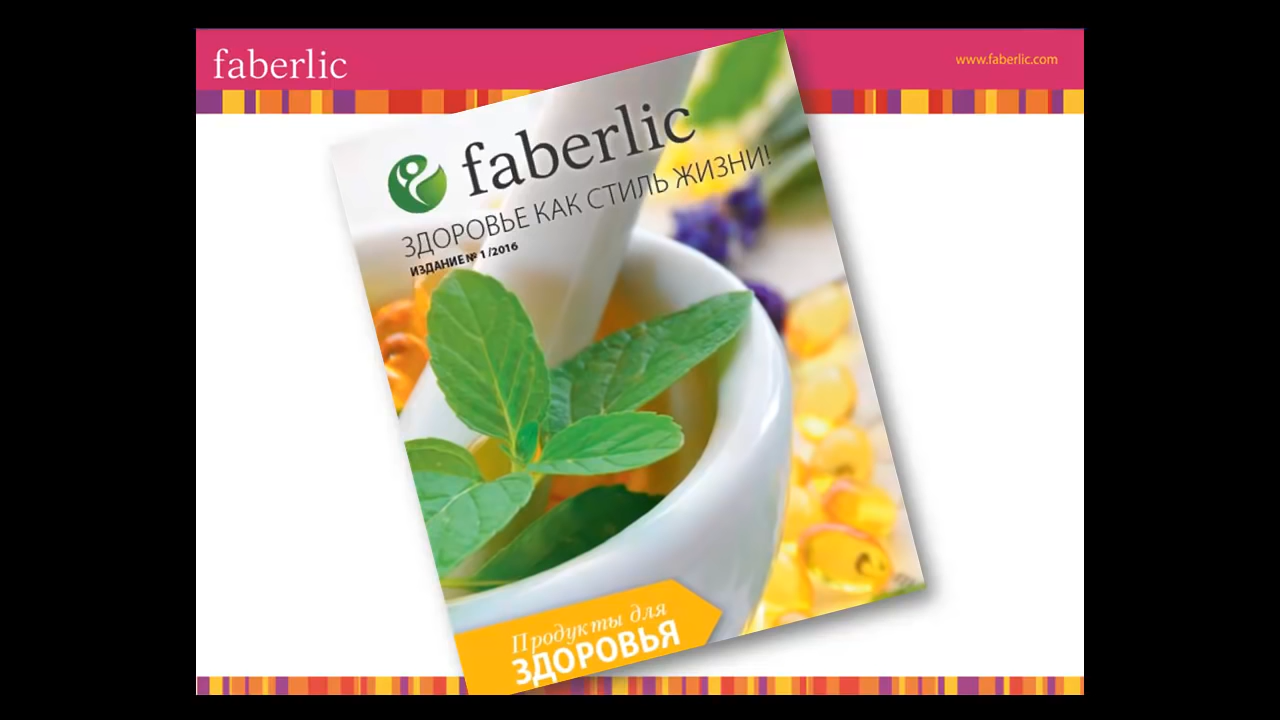 faberlic
www.faberlic.com
faberlic
ЗДОРОВЬЕ КАК СТИЛЬ ЖИЗНИ!
ИЗДАНИЕ № 1 /2016
Продукты для
ЗДОРОВЬЯ